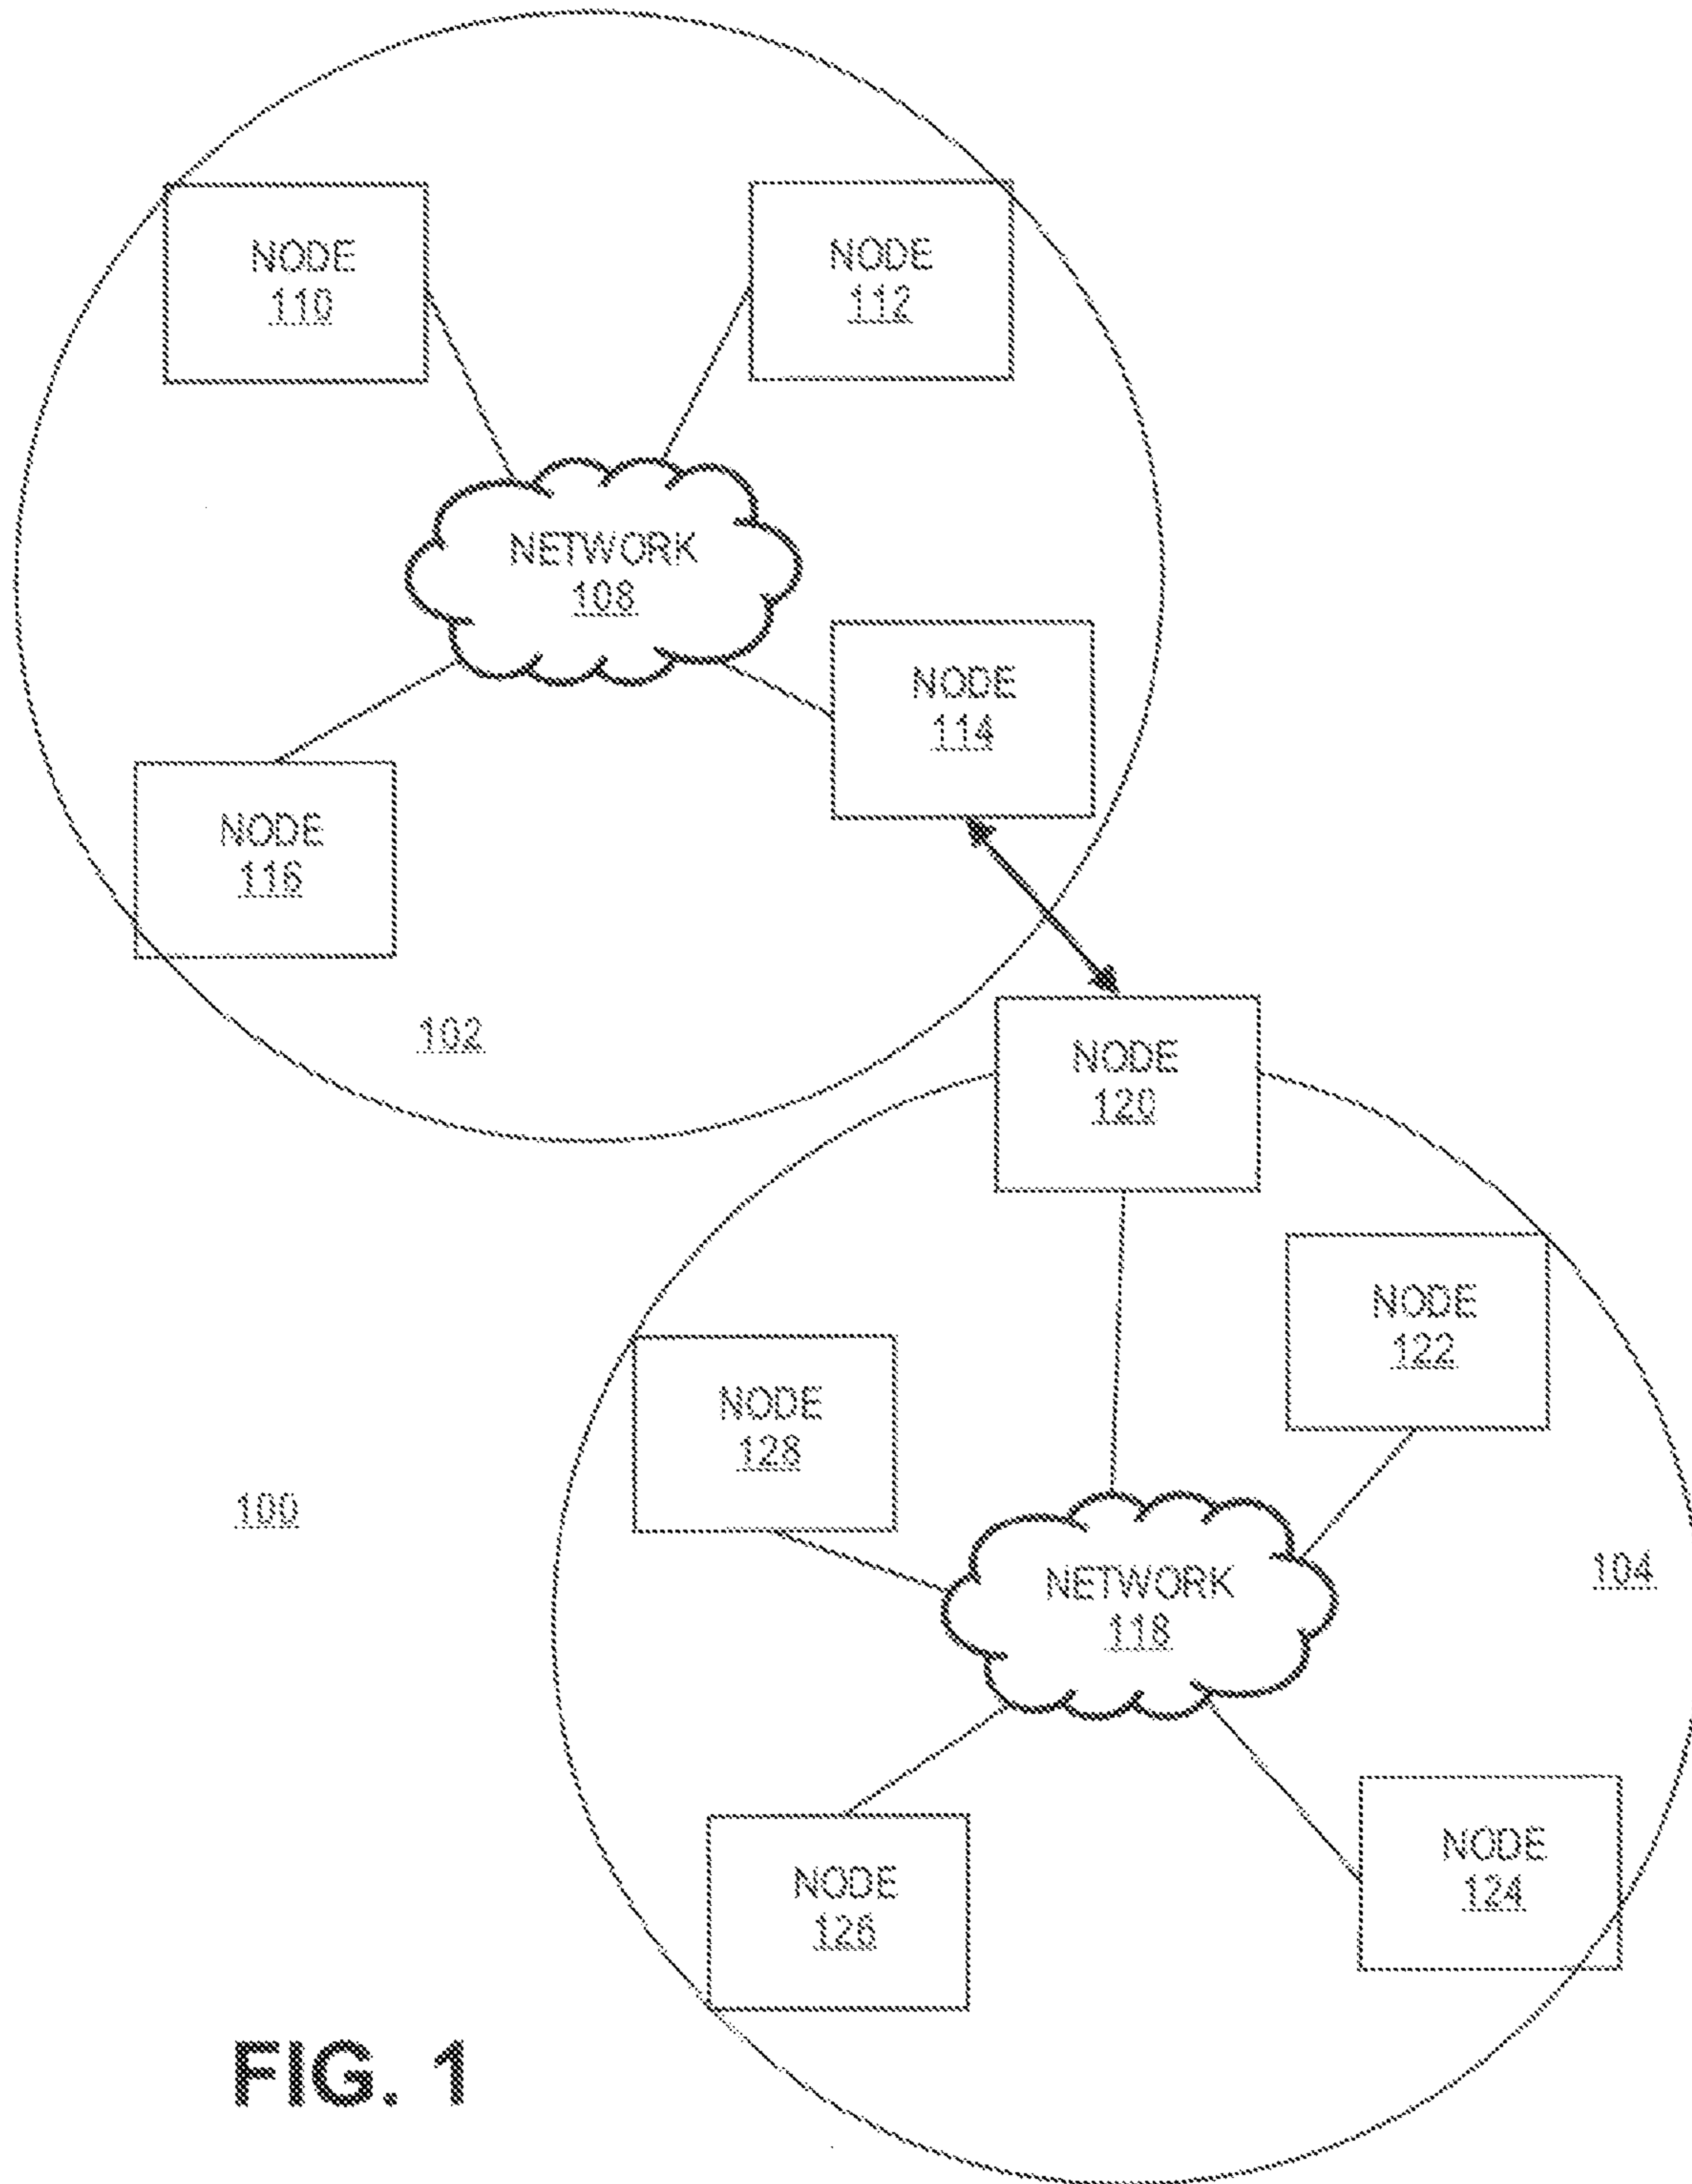 NODE
110
NODE
112
NETWORK
108
NODE
114
NODE
116
102
NODE
120
NODE
122
NODE
128
100
NETWORK
118
104
NODE
124
NODE
126
FIG. 1